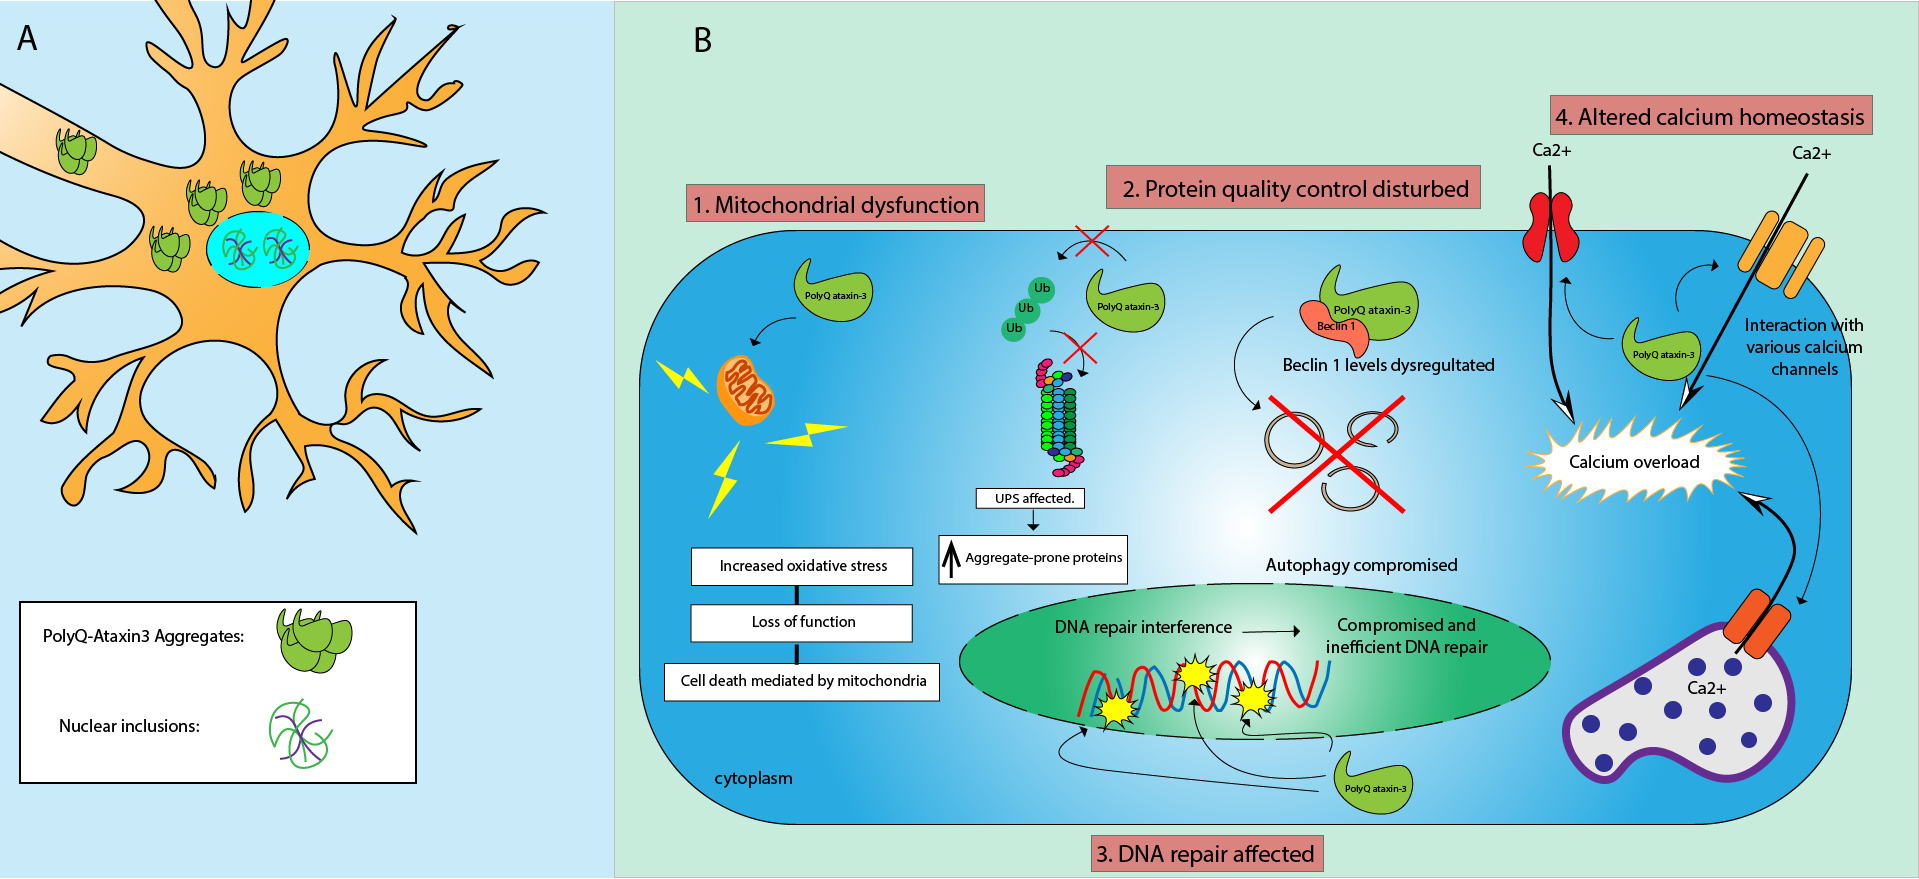 A
PolyQ-Ataxin3 Aggregates:
Nuclear inclusions:
B
1. Mitochondrial dysfunction
PolyQ ataxin-3
Increased oxidative stress
Loss of function
Cell death mediated by mitochondria
cytoplasm
2. Protein quality control disturbed
Ub
Ub
Ub
PolyQ ataxin-3
UPS affected.
Aggregate-prone proteins
PolyQ ataxin-3
Beclin 1
Beclin 1 levels dysregultated
Autophagy compromised
DNA repair interference
Compromised and
inefficient DNA repair
PolyQ ataxin-3
3. DNA repair affected
4. Altered calcium homeostasis
Ca2+
Ca2+
Interaction with
various calcium
channels
PolyQ ataxin-3
Calcium overload
Ca2+